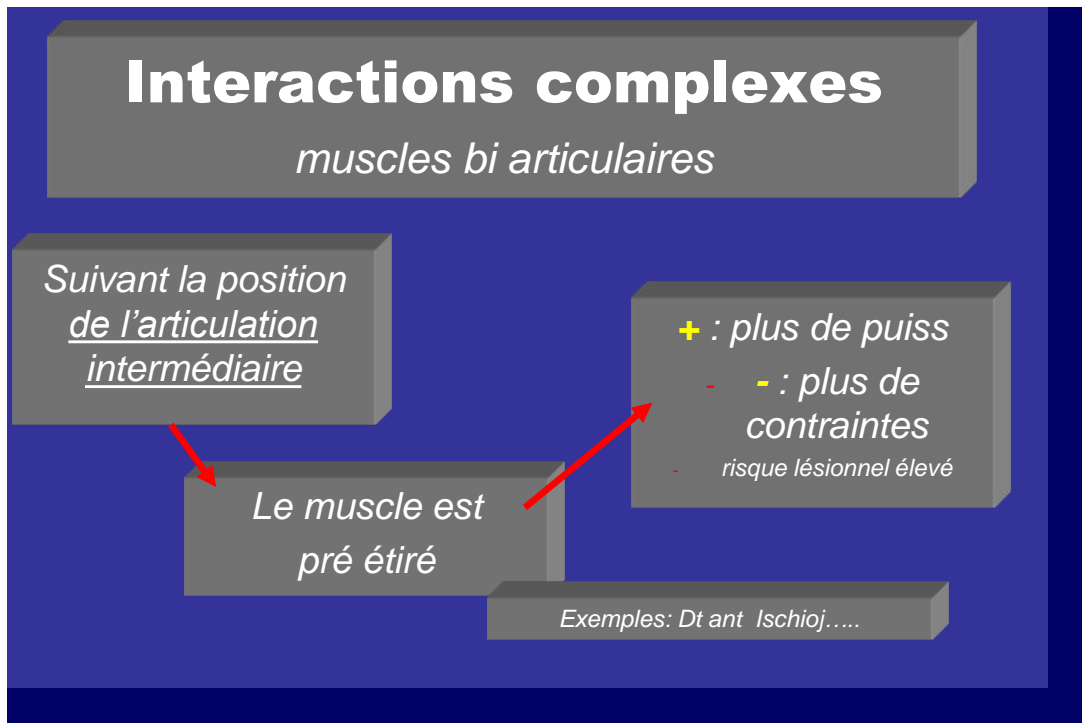 Interactions complexes
muscles bi articulaires
Suivant la position
de l'articulation
intermédiaire
+ : plus de puiss
- - : plus de
contraintes
- risque lésionnel élevé
Le muscle est
pré étiré
Exemples: Dt ant Ischioj.....